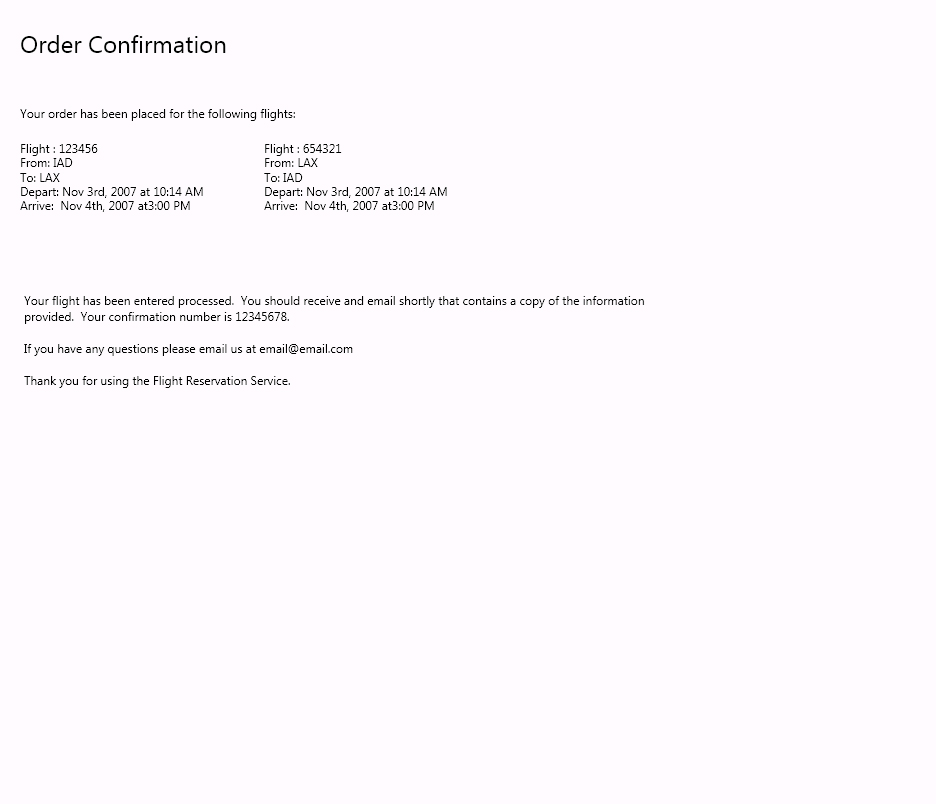 Order Confirmation
Your order has been placed for the following flights:
Flight : 123456
From: IAD
To: LAX
Depart: Nov 3rd, 2007 at 10:14 AM
Arrive:  Nov 4th, 2007 at3:00 PM
Flight : 654321
From: LAX
To: IAD
Depart: Nov 3rd, 2007 at 10:14 AM
Arrive:  Nov 4th, 2007 at3:00 PM
Your flight has been entered processed.  You should receive and email shortly that contains a copy of the information
provided.  Your confirmation number is 12345678.
If you have any questions please email us at email@email.com
Thank you for using the Flight Reservation Service.